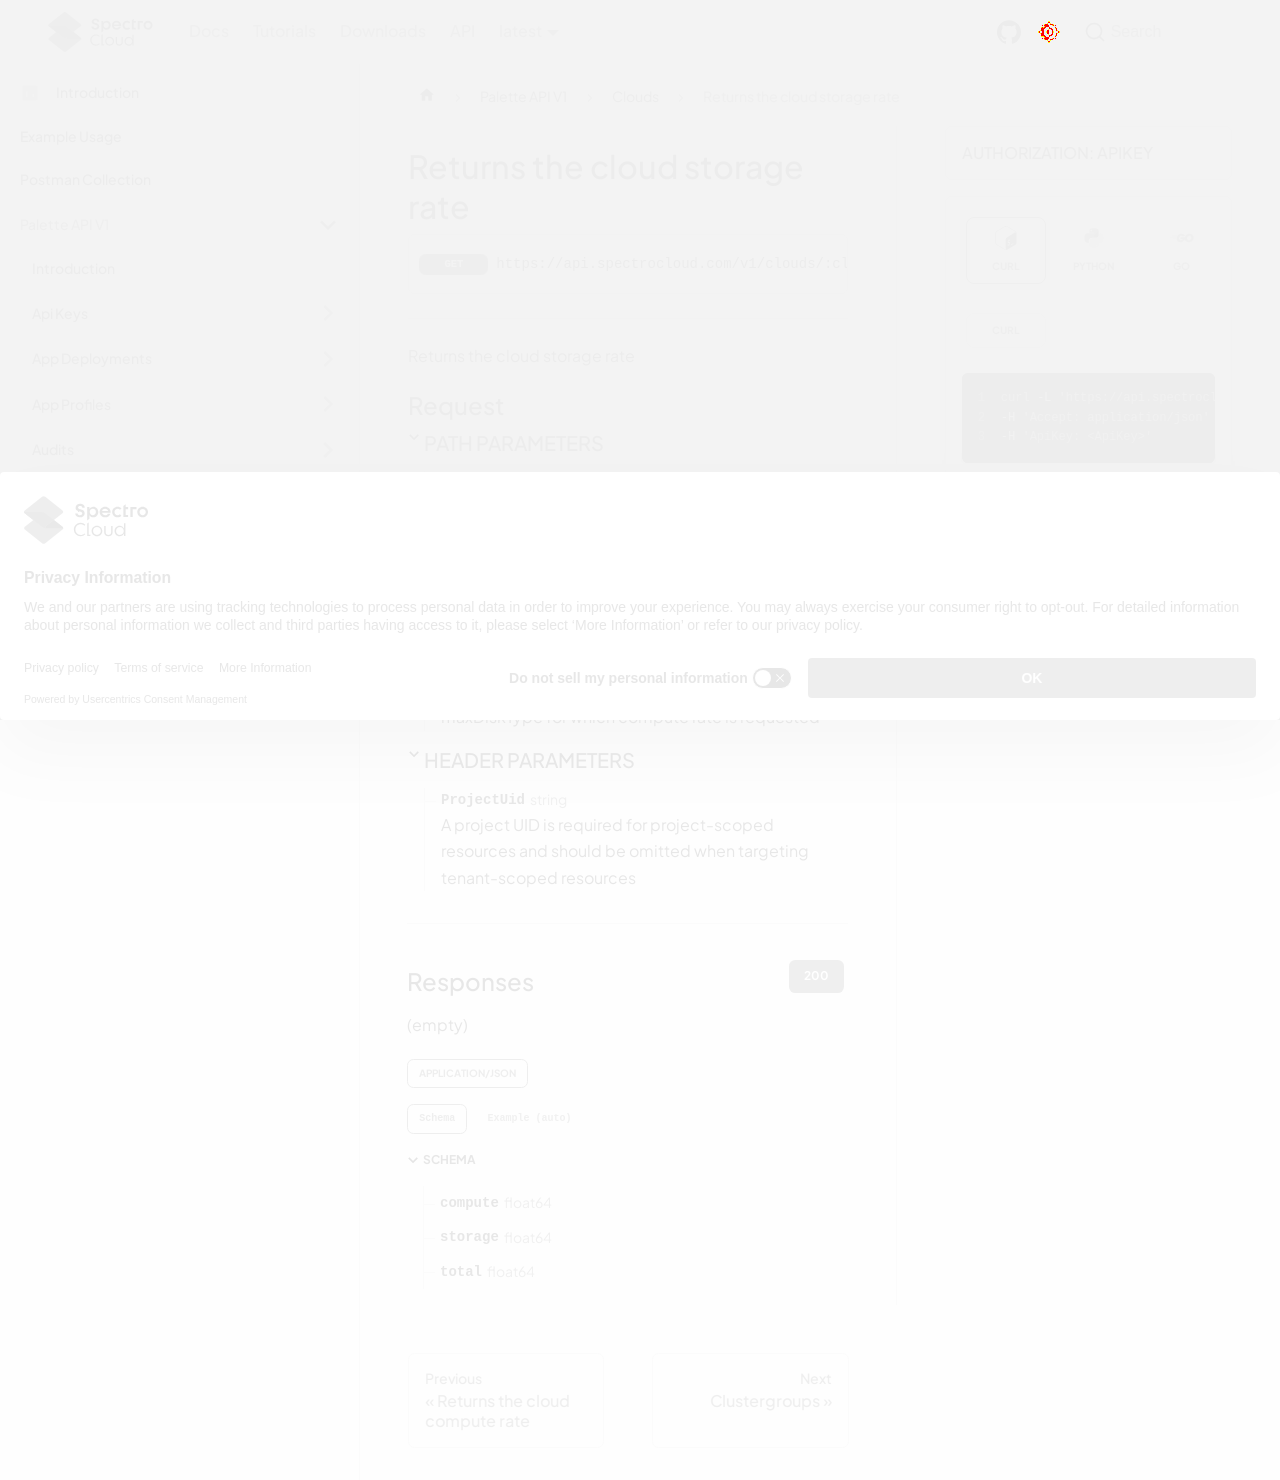 Spectro
Cloud
Docs
Tutorials
Downloads
API
latest
Search
Introduction
Example Usage
Postman Collection
Palette API V1
Introduction
Api Keys
App Deployments
App Profiles
Audits
Palette API V1
Clouds
Returns the cloud storage rate
Returns the cloud storage
rate
GET
https://api.spectrocloud.com/v1/clouds/:cl
Returns the cloud storage rate
Request
PATH PARAMETERS
AUTHORIZATION: APIKEY
CURL
PYTHON
GO
CURL
Spectro
Cloud
Privacy Information
We and our partners are using tracking technologies to process personal data in order to improve your experience. You may always exercise your consumer right to opt-out. For detailed information
about personal information we collect and third parties having access to it, please select 'More Information' or refer to our privacy policy.
Privacy policy
Terms of service
More Information
Powered by Usercentrics Consent Management
Do not sell my personal information
OK
maxDiskType for which compute rate is requested
HEADER PARAMETERS
ProjectUid string
A project UID is required for project-scoped
resources and should be omitted when targeting
tenant-scoped resources
Responses
200
(empty)
APPLICATION/JSON
Schema
Example (auto)
SCHEMA
compute float64
storage float64
total float64
Previous
« Returns the cloud
compute rate
Next
Clustergroups »